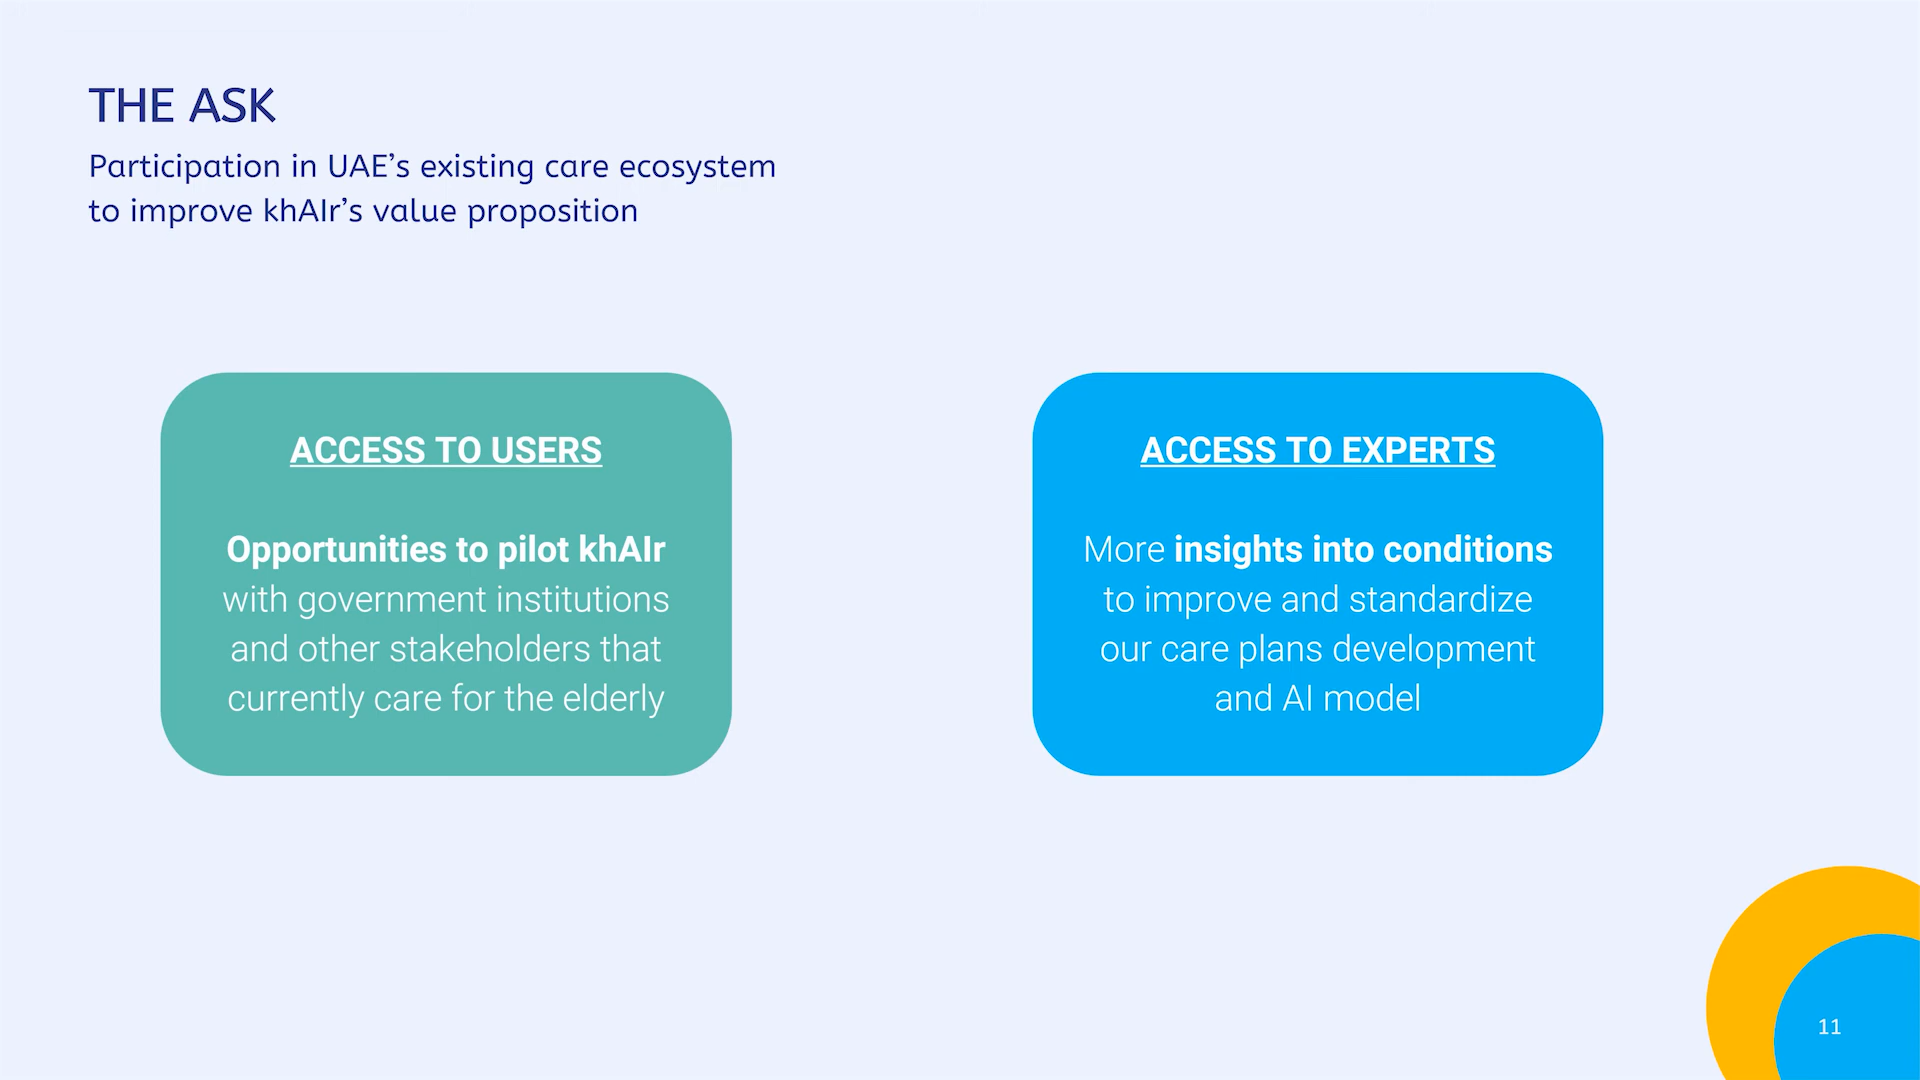 THE ASK
Participation in UAE’s existing care ecosystem
to improve khAIr’s value proposition
ACCESS TO USERS
Opportunities to pilot khAIr
with government institutions
and other stakeholders that
currently care for the elderly
ACCESS TO EXPERTS
More insights into conditions
to improve and standardize
our care plans development
and AI model
11